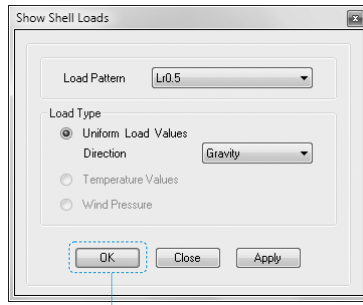 Show Shell Loads
Load Pattern Lr0.5
Load Type
Uniform Load Values
Direction Gravity
Temperature Values
Wind Pressure
OK Close Apply